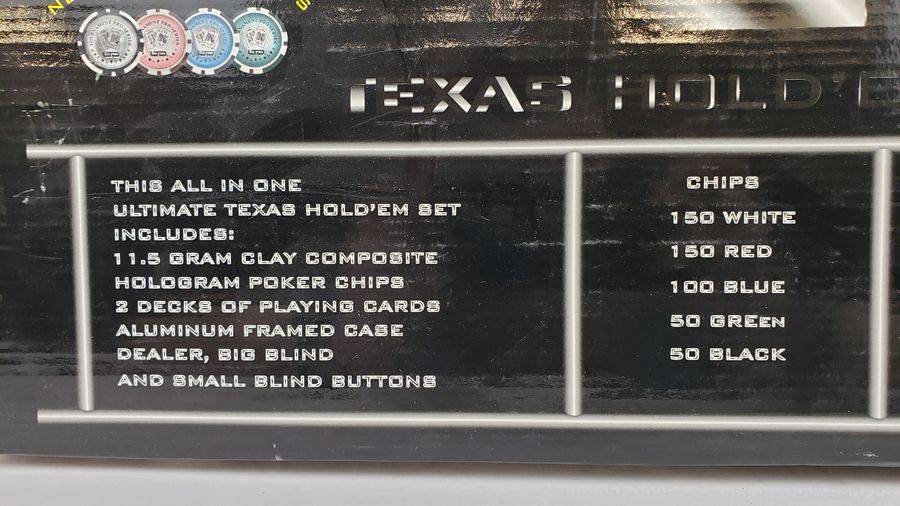 TEXAS HOLD'E
THIS ALL IN ONE
ULTIMATE TEXAS HOLD'EM SET
INCLUDES:
11.5 GRAM CLAY COMPOSITE
HOLOGRAM POKER CHIPS
2 DECKS OF PLAYING CARDS
ALUMINUM FRAMED CASE
DEALER, BIG BLIND
AND SMALL BLIND BUTTONS
CHIPS
150 WHITE
150 RED
100 BLUE
50 GREen
50 BLACK